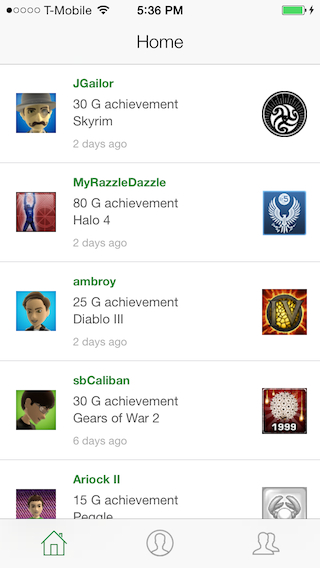 T-Mobile 5:36 PM
Home
JGailor
30 G achievement
Skyrim
2 days ago
MyRazzleDazzle
80 G achievement
Halo 4
2 days ago
ambroy
25 G achievement
Diablo III
2 days ago
sbCaliban
30 G achievement
Gears of War 2
6 days ago
1999
Ariock II
15 G achievement
Peggle